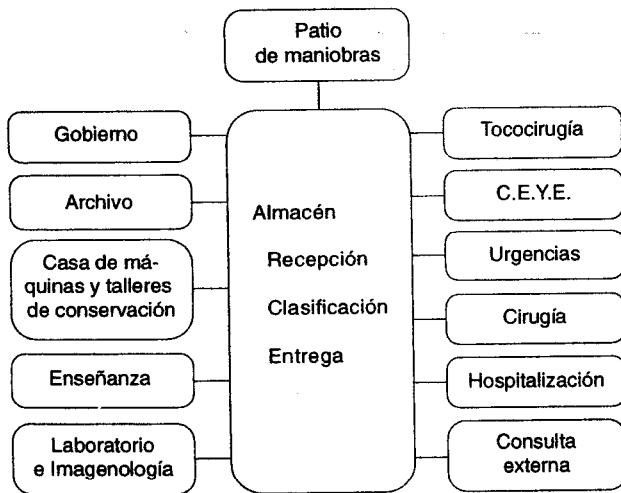 Patio
de maniobras
Gobierno
Archivo
Casa de má-
quinas y talleres
de conservación
Enseñanza
Laboratorio
e Imagenología
Almacén
Recepción
Clasificación
Entrega
Tococirugía
C.E.Y.E.
Urgencias
Cirugía
Hospitalización
Consulta
externa